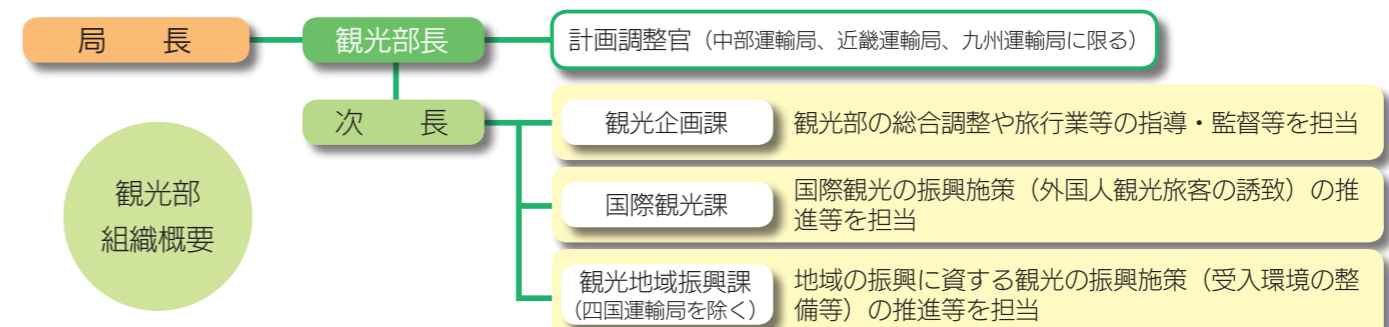 局　長
観光部長
計画調整官（中部運輸局、近畿運輸局、九州運輸局に限る）
次　長
観光企画課
観光部の総合調整や旅行業等の指導・監督等を担当
国際観光課
国際観光の振興施策（外国人観光旅客の誘致）の推
進等を担当
観光地域振興課
（四国運輸局を除く）
地域の振興に資する観光の振興施策（受入環境の整
備等）の推進等を担当
観光部
組織概要